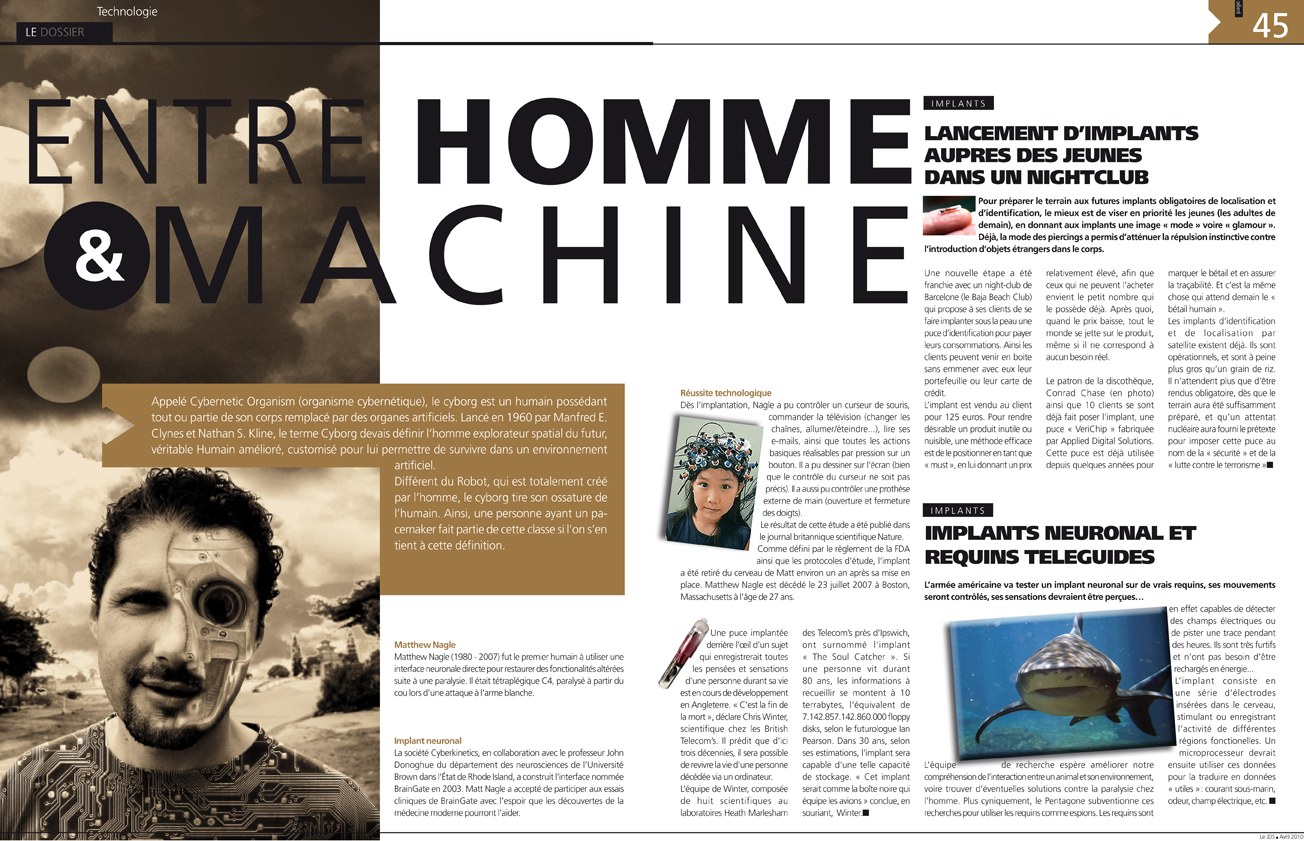 Technologie
LE DOSSIER
page
45
ENTRE HOMME
& MACHINE
Appelé Cybernetic Organism (organisme cybernétique), le cyborg est un humain possédant
tout ou partie de son corps remplacé par des organes artificiels. Lancé en 1960 par Manfred E.
Clynes et Nathan S. Kline, le terme Cyborg devais définir l'homme explorateur spatial du futur,
véritable Humain amélioré, customisé pour lui permettre de survivre dans un environnement
artificiel.
Différent du Robot, qui est totalement créé
par l'homme, le cyborg tire son ossature de
l'humain. Ainsi, une personne ayant un pa-
cemaker fait partie de cette classe si l'on s'en
tient à cette définition.
Matthew Nagle
Matthew Nagle (1980 - 2007) fut le premier humain à utiliser une
interface neuronale directe pour restaurer des fonctionalités altérées
suite à une paralysie. Il était tétraplégique C4, paralysé à partir du
cou lors d'une attaque à l'arme blanche.
Implant neuronal
La société Cyberkinetics, en collaboration avec le professeur John
Donoghue du département des neurosciences de l'Université
Brown dans l'État de Rhode Island, a construit l'interface nommée
BrainGate en 2003. Matt Nagle a accepté de participer aux essais
cliniques de BrainGate avec l'espoir que les découvertes de la
médecine moderne pourront l'aider.
Réussite technologique
Dès l'implantation, Nagle a pu contrôler un curseur de souris,
commander la télévision (changer les
chaînes, allumer/éteindre...), lire ses
e-mails, ainsi que toutes les actions
basiques réalisables par pression sur un
bouton. Il a pu dessiner sur l'écran (bien
que le contrôle du curseur ne soit pas
précis). Il a aussi pu contrôler une prothèse
externe de main (ouverture et fermeture
des doigts).
Le résultat de cette étude a été publié dans
le journal britannique scientifique Nature.
Comme défini par le règlement de la FDA
ainsi que les protocoles d'étude, l'implant
a été retiré du cerveau de Matt environ un an après sa mise en
place. Matthew Nagle est décédé le 23 juillet 2007 à Boston,
Massachusetts à l'âge de 27 ans.
Une puce implantée
derrière l'œil d'un sujet
qui enregistrerait toutes
les pensées et sensations
d'une personne durant sa vie
est en cours de développement
en Angleterre. « C'est la fin de
la mort », déclare Chris Winter,
scientifique chez les British
Telecom's. Il prédit que d'ici
trois décennies, il sera possible
de revivre la vie d'une personne
décédée via un ordinateur.
L'équipe de Winter, composée
de huit scientifiques au
laboratoires Heath Marlesham
des Telecom's près d'Ipswich,
ont surnommé l'implant
« The Soul Catcher ». Si
une personne vit durant
80 ans, les informations à
recueillir se montent à 10
terrabytes, l'équivalent de
7.142.857.142.860.000 floppy
disks, selon le futurologue Ian
Pearson. Dans 30 ans, selon
ses estimations, l'implant sera
capable d'une telle capacité
de stockage. « Cet implant
serait comme la boîte noire qui
équipe les avions » conclue, en
souriant, Winter.■
IMPLANTS
LANCEMENT D'IMPLANTS
AUPRES DES JEUNES
DANS UN NIGHTCLUB
Pour préparer le terrain aux futures implants obligatoires de localisation et
d'identification, le mieux est de viser en priorité les jeunes (les adultes de
demain), en donnant aux implants une image « mode » voire « glamour ».
Déjà, la mode des piercings a permis d'atténuer la répulsion instinctive contre
l'introduction d'objets étrangers dans le corps.
Une nouvelle étape a été
franchie avec un night-club de
Barcelone (le Baja Beach Club)
qui propose à ses clients de se
faire implanter sous la peau une
puce d'identification pour payer
leurs consommations. Ainsi les
clients peuvent venir en boite
sans emmener avec eux leur
portefeuille ou leur carte de
crédit.
L'implant est vendu au client
pour 125 euros. Pour rendre
désirable un produit inutile ou
nuisible, une méthode efficace
est de le positionner en tant que
« must », en lui donnant un prix
relativement élevé, afin que
ceux qui ne peuvent l'acheter
envient le petit nombre qui
le possède déjà. Après quoi,
quand le prix baisse, tout le
monde se jette sur le produit,
même si il ne correspond à
aucun besoin réel.
Le patron de la discothèque,
Conrad Chase (en photo)
ainsi que 10 clients se sont
déjà fait poser l'implant, une
puce « VeriChip » fabriquée
par Applied Digital Solutions.
Cette puce est déjà utilisée
depuis quelques années pour
marquer le bétail et en assurer
la traçabilité. Et c'est la même
chose qui attend demain le «
bétail humain ».
Les implants d'identification
et de localisation par
satellite existent déjà. Ils sont
opérationnels, et sont à peine
plus gros qu'un grain de riz.
Il n'attendent plus que d'être
rendus obligatoire, dès que le
terrain aura été suffisamment
préparé, et qu'un attentat
nucléaire aura fourni le prétexte
pour imposer cette puce au
nom de la « sécurité » et de la
« lutte contre le terrorisme »■
IMPLANTS
IMPLANTS NEURONAL ET
REQUINS TELEGUIDES
L'armée américaine va tester un implant neuronal sur de vrais requins, ses mouvements
seront contrôlés, ses sensations devraient être perçues…
L'équipe de recherche espère améliorer notre
compréhension de l'interaction entre un animal et son environnement,
voire trouver d'éventuelles solutions contre la paralysie chez
l'homme. Plus cyniquement, le Pentagone subventionne ces
recherches pour utiliser les requins comme espions. Les requins sont
en effet capables de détecter
des champs électriques ou
de pister une trace pendant
des heures. Ils sont très furtifs
et n'ont pas besoin d'être
rechargés en énergie...
L'implant consiste en
une série d'électrodes
insérées dans le cerveau,
stimulant ou enregistrant
l'activité de différentes
régions fonctionelles. Un
microprocesseur devrait
ensuite utiliser ces données
pour la traduire en données
« utiles » : courant sous-marin,
odeur, champ électrique, etc. ■
Le JDS ■ Avril 2010